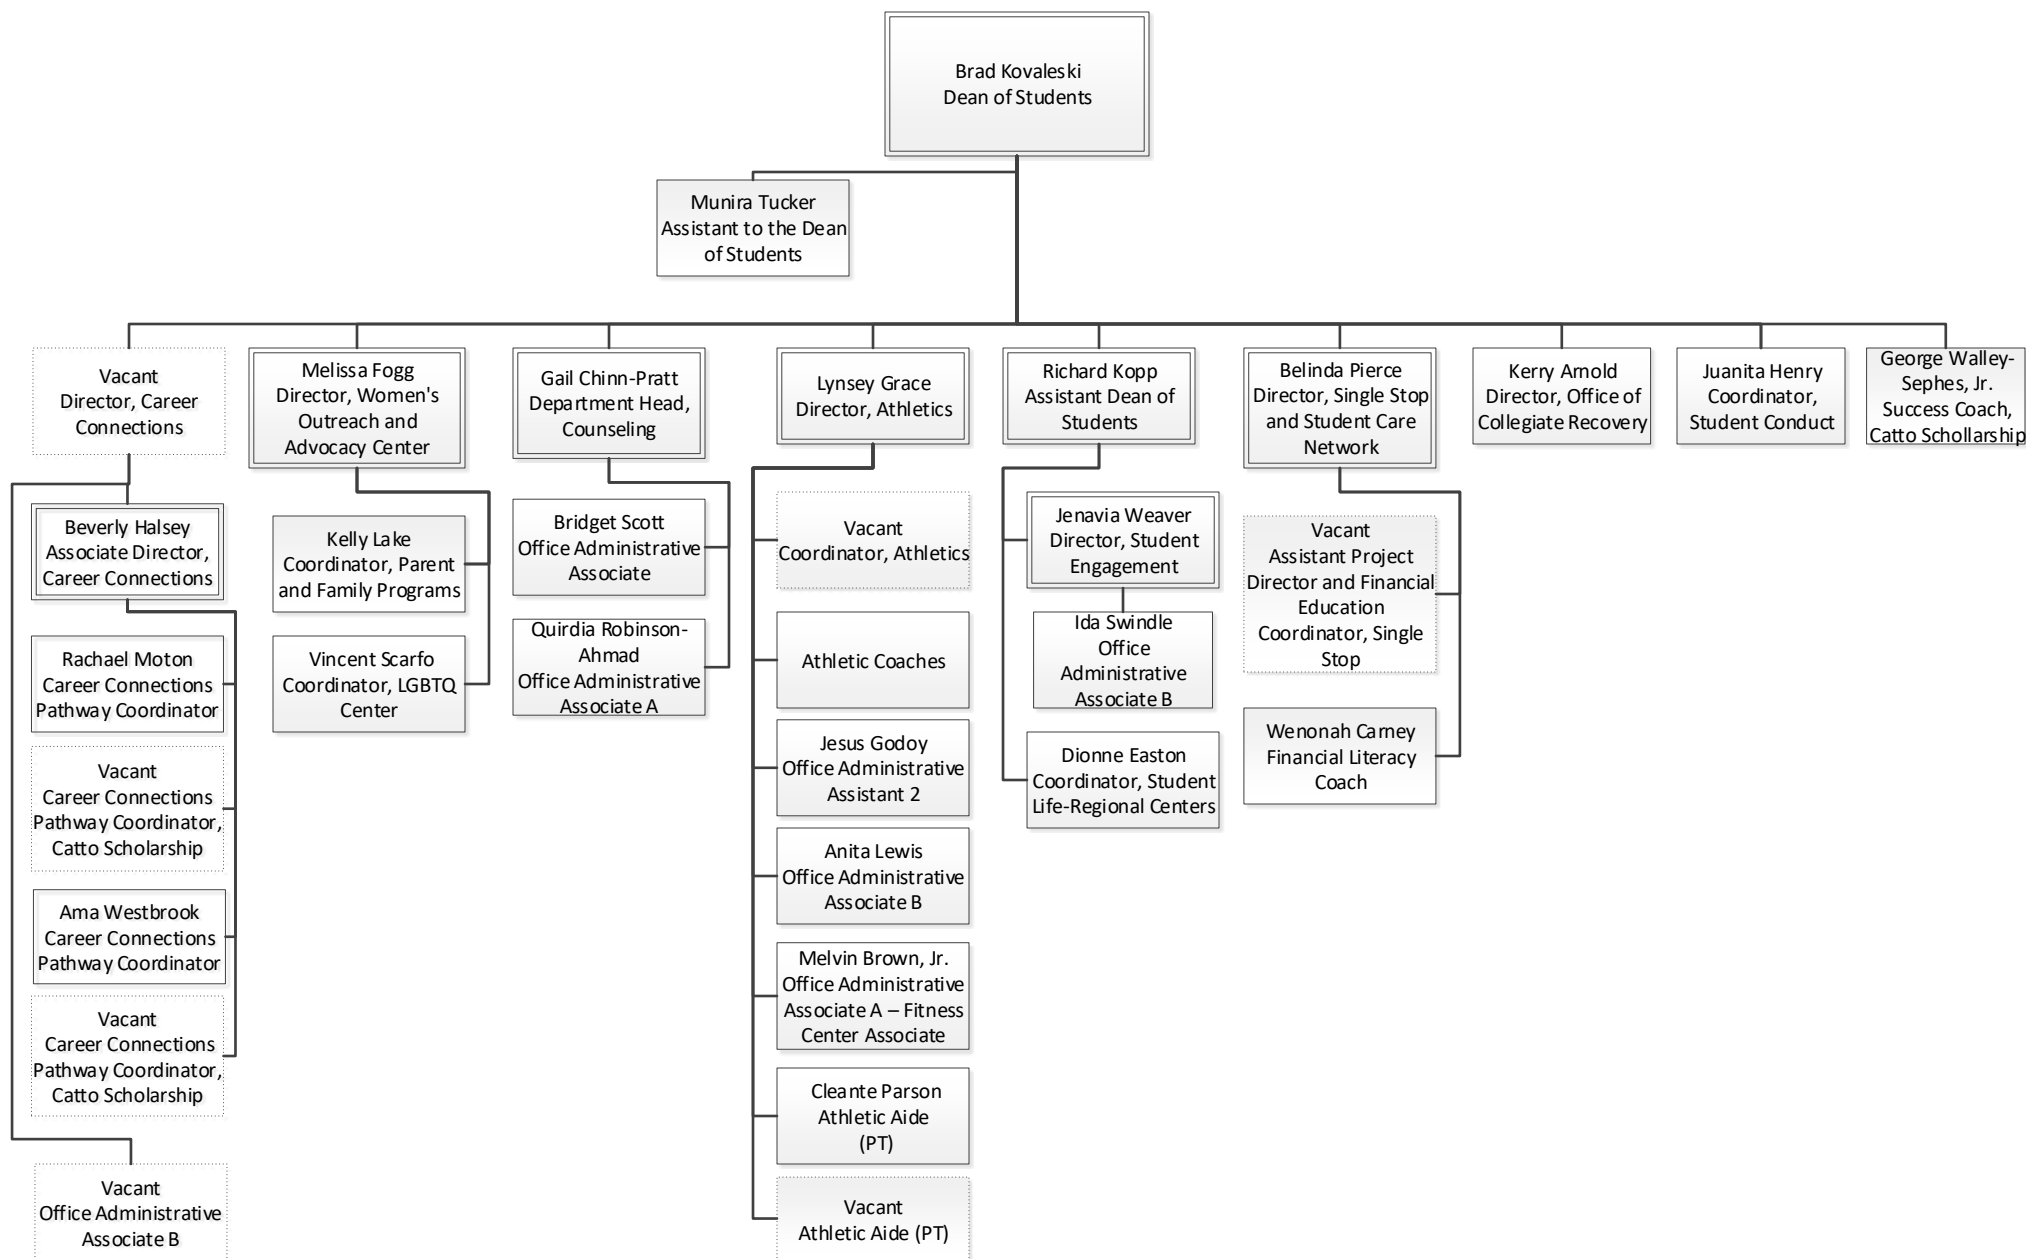 Brad Kovaleski
Dean of Students
Munira Tucker
Assistant to the Dean
of Students
Vacant
Director, Career
Connections
Melissa Fogg
Director, Women's
Outreach and
Advocacy Center
Gail Chinn-Pratt
Department Head,
Counseling
Lynsey Grace
Director, Athletics
Richard Kopp
Assistant Dean of
Students
Belinda Pierce
Director, Single Stop
and Student Care
Network
Kerry Arnold
Director, Office of
Collegiate Recovery
Juanita Henry
Coordinator,
Student Conduct
George Walley-
Sephes, Jr.
Success Coach,
Catto Schollarship
Beverly Halsey
Associate Director,
Career Connections
Rachael Moton
Career Connections
Pathway Coordinator
Vacant
Career Connections
Pathway Coordinator,
Catto Scholarship
Ama Westbrook
Career Connections
Pathway Coordinator
Vacant
Career Connections
Pathway Coordinator,
Catto Scholarship
Vacant
Office Administrative
Associate B
Kelly Lake
Coordinator, Parent
and Family Programs
Vincent Scarfo
Coordinator, LGBTQ
Center
Bridget Scott
Office Administrative
Associate
Quirdia Robinson-
Ahmad
Office Administrative
Associate A
Vacant
Coordinator, Athletics
Athletic Coaches
Jesus Godoy
Office Administrative
Assistant 2
Anita Lewis
Office Administrative
Associate B
Melvin Brown, Jr.
Office Administrative
Associate A – Fitness
Center Associate
Cleante Parson
Athletic Aide
(PT)
Vacant
Athletic Aide (PT)
Jenavia Weaver
Director, Student
Engagement
Ida Swindle
Office
Administrative
Associate B
Dionne Easton
Coordinator, Student
Life-Regional Centers
Vacant
Assistant Project
Director and Financial
Education
Coordinator, Single
Stop
Wenonah Carney
Financial Literacy
Coach